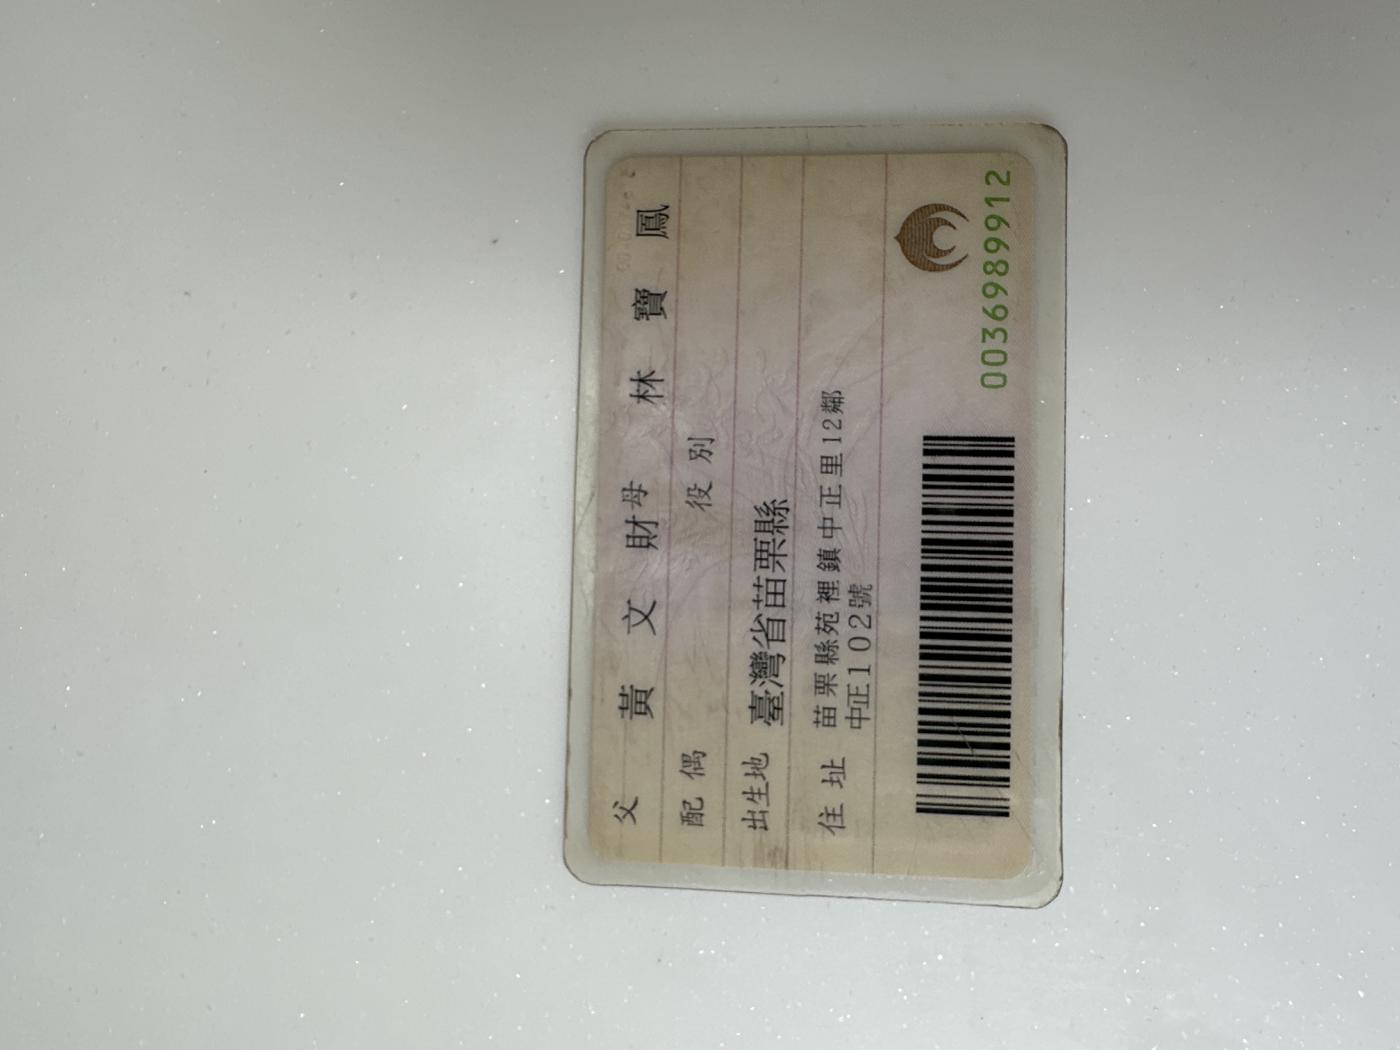 父 黃文財 母 林寶鳳
配偶 役別
出生地 臺灣省苗栗縣
住址 苗栗縣苑裡鎮中正里12鄰
中正102號
0036989912